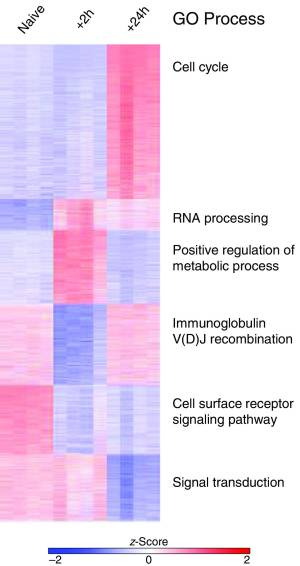 Naive
+2h
+24h
GO Process
Cell cycle
RNA processing
Positive regulation of
metabolic process
Immunoglobulin
V(D)J recombination
Cell surface receptor
signaling pathway
Signal transduction
z-Score
−2
0
2